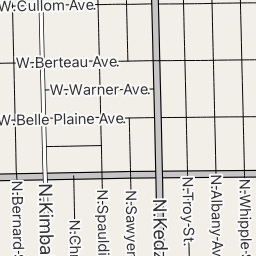 W. Cullom Ave.
W. Berteau Ave.
W. Warner Ave.
W. Belle Plaine Ave.
N. Bernard
N. Kimba
N. Ch
N. Spauldi
N. Sawyer
N. Kedz
N. Troy St.
N. Albany Av
N. Whipple